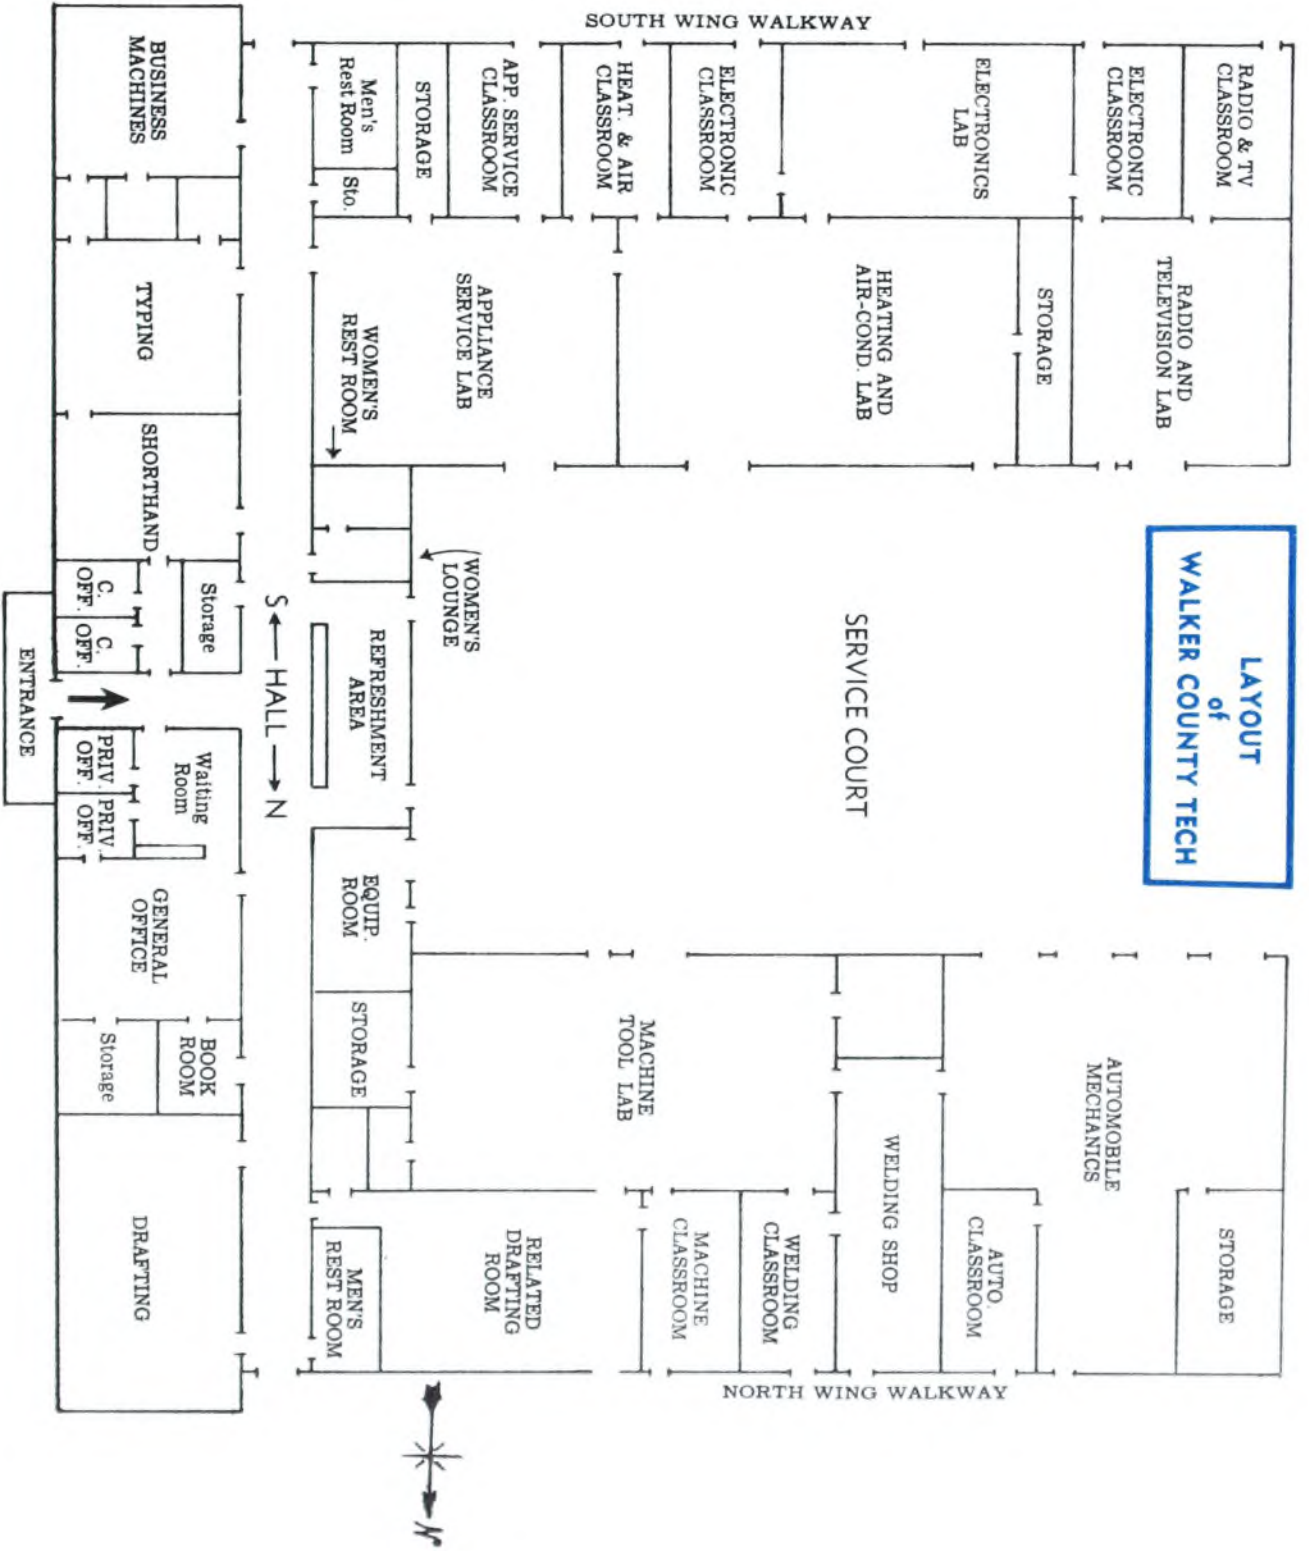 SOUTH WING WALKWAY
LAYOUT
of
WALKER COUNTY TECH
RADIO & TV
CLASSROOM
ELECTRONIC
CLASSROOM
ELECTRONICS
LAB
ELECTRONIC
CLASSROOM
HEAT. & AIR
CLASSROOM
APP. SERVICE
CLASSROOM
STORAGE
Men's
Rest Room
Sto.
BUSINESS
MACHINES
RADIO AND
TELEVISION LAB
STORAGE
HEATING AND
AIR-COND. LAB
APPLIANCE
SERVICE LAB
WOMEN'S
REST ROOM
TYPING
SHORTHAND
WOMEN'S
LOUNGE
SERVICE COURT
REFRESHMENT
AREA
S HALL N
Storage
C.
OFF.
C.
OFF.
ENTRANCE
Waiting
Room
PRIV.
OFF.
PRIV.
OFF.
GENERAL
OFFICE
EQUIP.
ROOM
STORAGE
BOOK
ROOM
Storage
MACHINE
TOOL LAB
AUTOMOBILE
MECHANICS
STORAGE
AUTO.
CLASSROOM
WELDING SHOP
WELDING
CLASSROOM
MACHINE
CLASSROOM
RELATED
DRAFTING
ROOM
MEN'S
REST ROOM
DRAFTING
NORTH WING WALKWAY
N